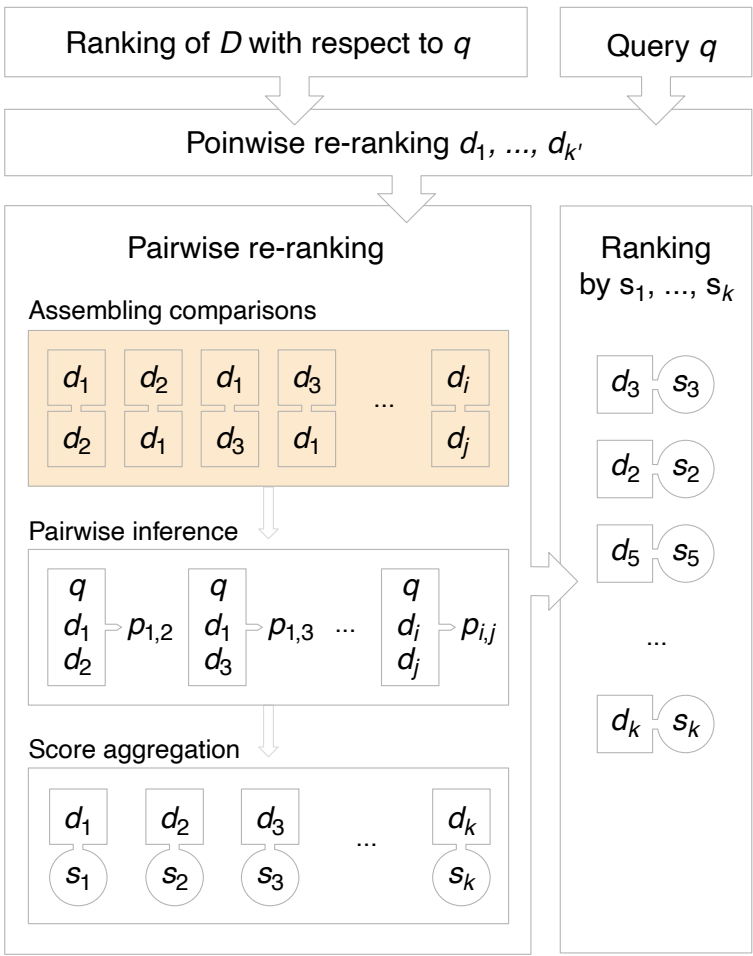 Ranking of D with respect to q
Query q
Poinwise re-ranking d₁, ..., dₖ'
Pairwise re-ranking
Assembling comparisons
d₁ d₂ d₁ d₃ ... dᵢ
d₂ d₁ d₃ d₁ dⱼ
Pairwise inference
q q q
d₁ p₁,₂ d₁ p₁,₃ ... dᵢ pᵢ,ⱼ
d₂ d₃ dⱼ
Score aggregation
d₁ d₂ d₃ ... dₖ
s₁ s₂ s₃ sₖ
Ranking
by s₁, ..., sₖ
d₃ s₃
d₂ s₂
d₅ s₅
...
dₖ sₖ